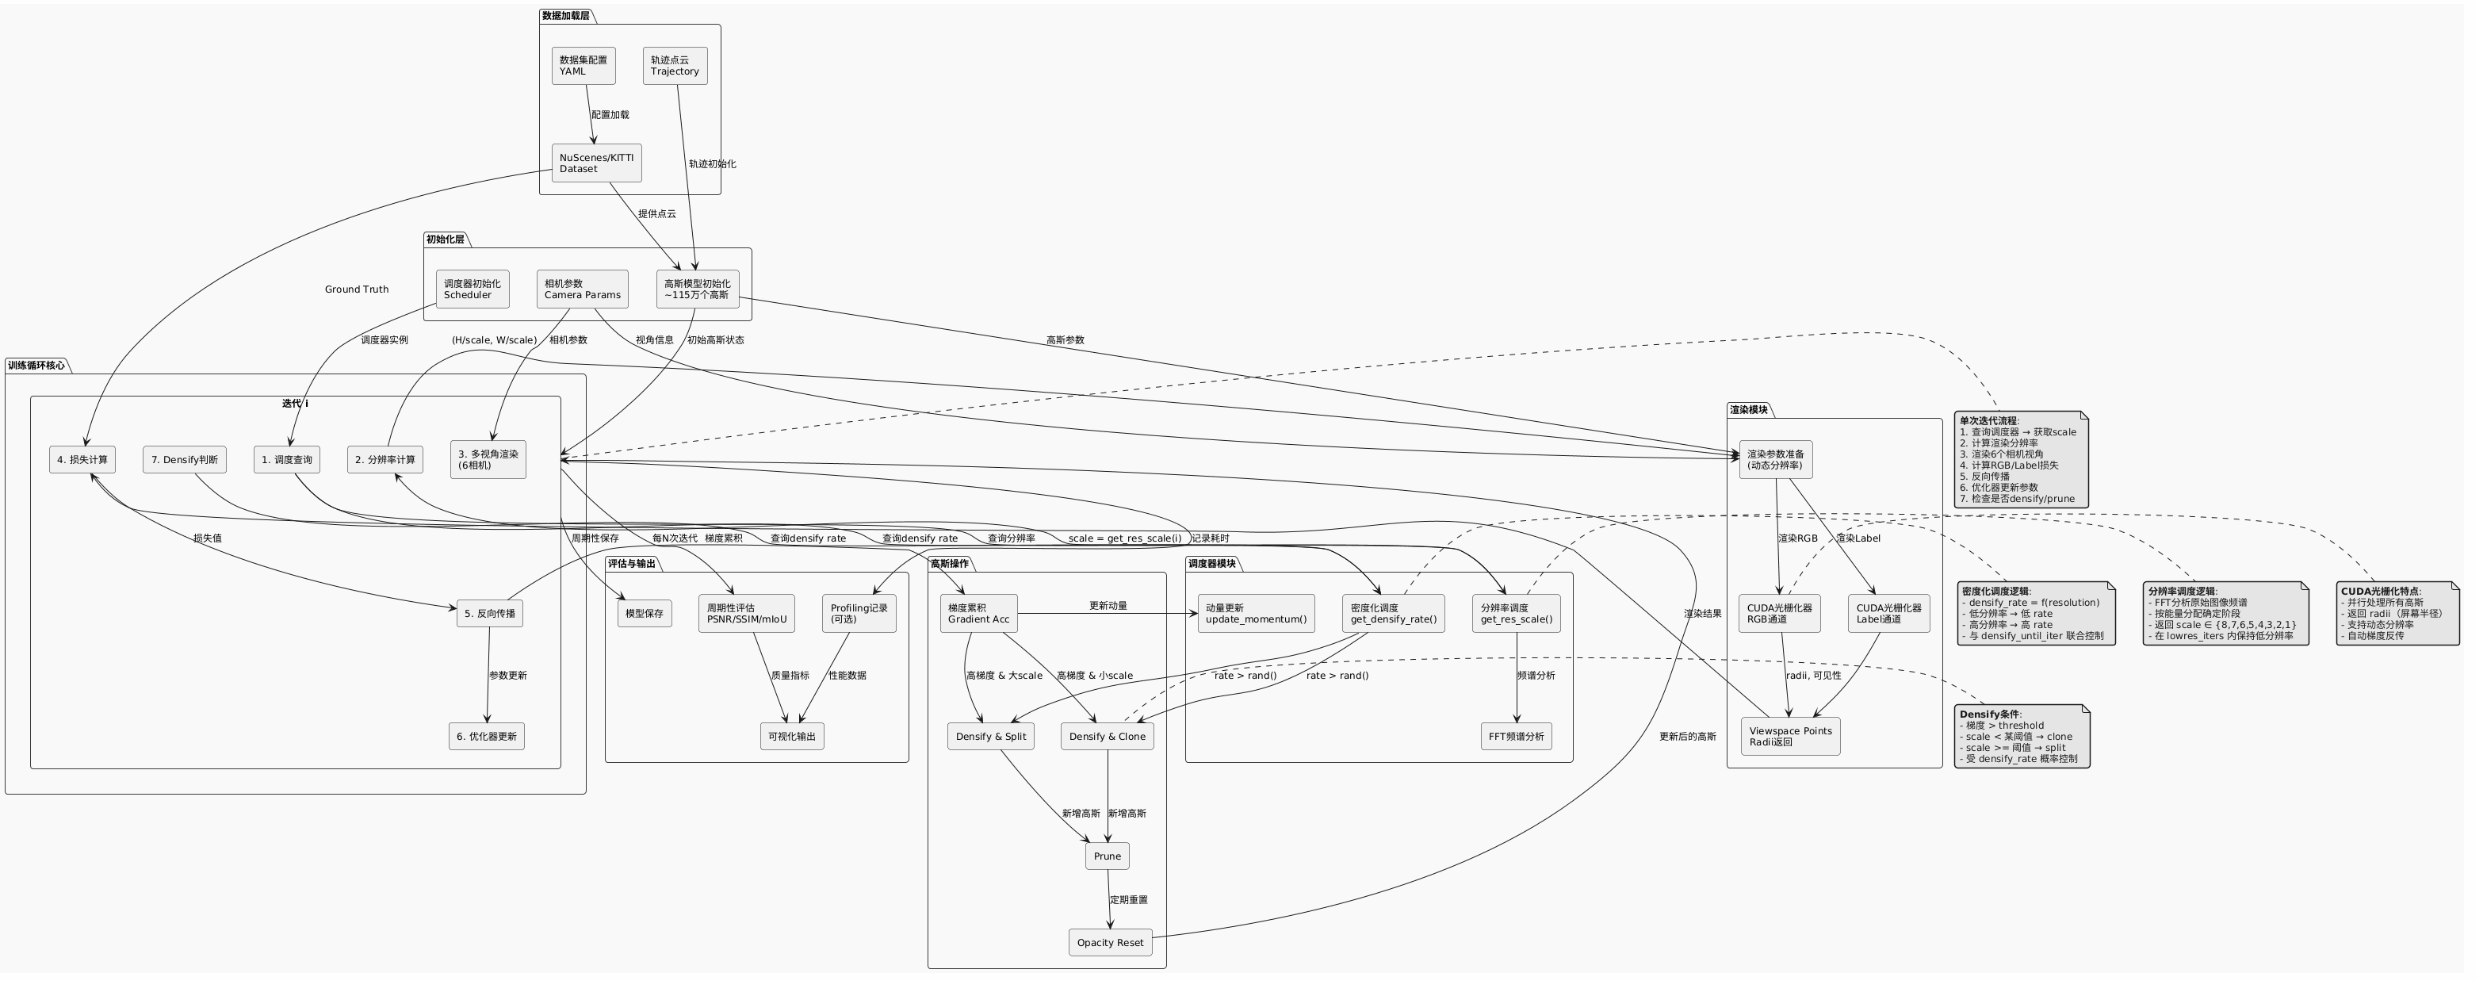 数据加载层
数据集配置
YAML
轨迹点云
Trajectory
配置加载
NuScenes/KITTI
Dataset
轨迹初始化
提供点云
初始化层
调度器初始化
Scheduler
相机参数
Camera Params
高斯模型初始化
~115万个高斯
Ground Truth
调度器实例
(H/scale, W/scale)
相机参数
视角信息
初始高斯状态
高斯参数
训练循环核心
迭代 i
4. 损失计算
7. Densify判断
1. 调度查询
2. 分辨率计算
3. 多视角渲染
(6相机)
损失值
5. 反向传播
参数更新
6. 优化器更新
周期性保存
每N次迭代
梯度累积
查询densify rate
查询densify rate
查询分辨率
scale = get_res_scale(i)
记录耗时
评估与输出
模型保存
周期性评估
PSNR/SSIM/mIoU
Profiling记录
(可选)
质量指标
性能数据
可视化输出
高斯操作
梯度累积
Gradient Acc
更新动量
高梯度 & 大scale
高梯度 & 小scale
Densify & Split
Densify & Clone
新增高斯
新增高斯
Prune
定期重置
Opacity Reset
调度器模块
动量更新
update_momentum()
密度化调度
get_densify_rate()
分辨率调度
get_res_scale()
rate > rand()
rate > rand()
频谱分析
FFT频谱分析
渲染结果
更新后的高斯
渲染模块
渲染参数准备
(动态分辨率)
渲染RGB
渲染Label
CUDA光栅化器
RGB通道
CUDA光栅化器
Label通道
radii, 可见性
Viewspace Points
Radii返回
单次迭代流程:
1. 查询调度器 → 获取scale
2. 计算渲染分辨率
3. 渲染6个相机视角
4. 计算RGB/Label损失
5. 反向传播
6. 优化器更新参数
7. 检查是否densify/prune
密度化调度逻辑:
- densify_rate = f(resolution)
- 低分辨率 → 低 rate
- 高分辨率 → 高 rate
- 与 densify_until_iter 联合控制
分辨率调度逻辑:
- FFT分析原始图像频谱
- 按能量分配确定阶段
- 返回 scale ∈ {8,7,6,5,4,3,2,1}
- 在 lowres_iters 内保持低分辨率
CUDA光栅化特点:
- 并行处理所有高斯
- 返回 radii（屏幕半径）
- 支持动态分辨率
- 自动梯度反传
Densify条件:
- 梯度 > threshold
- scale < 某阈值 → clone
- scale >= 阈值 → split
- 受 densify_rate 概率控制